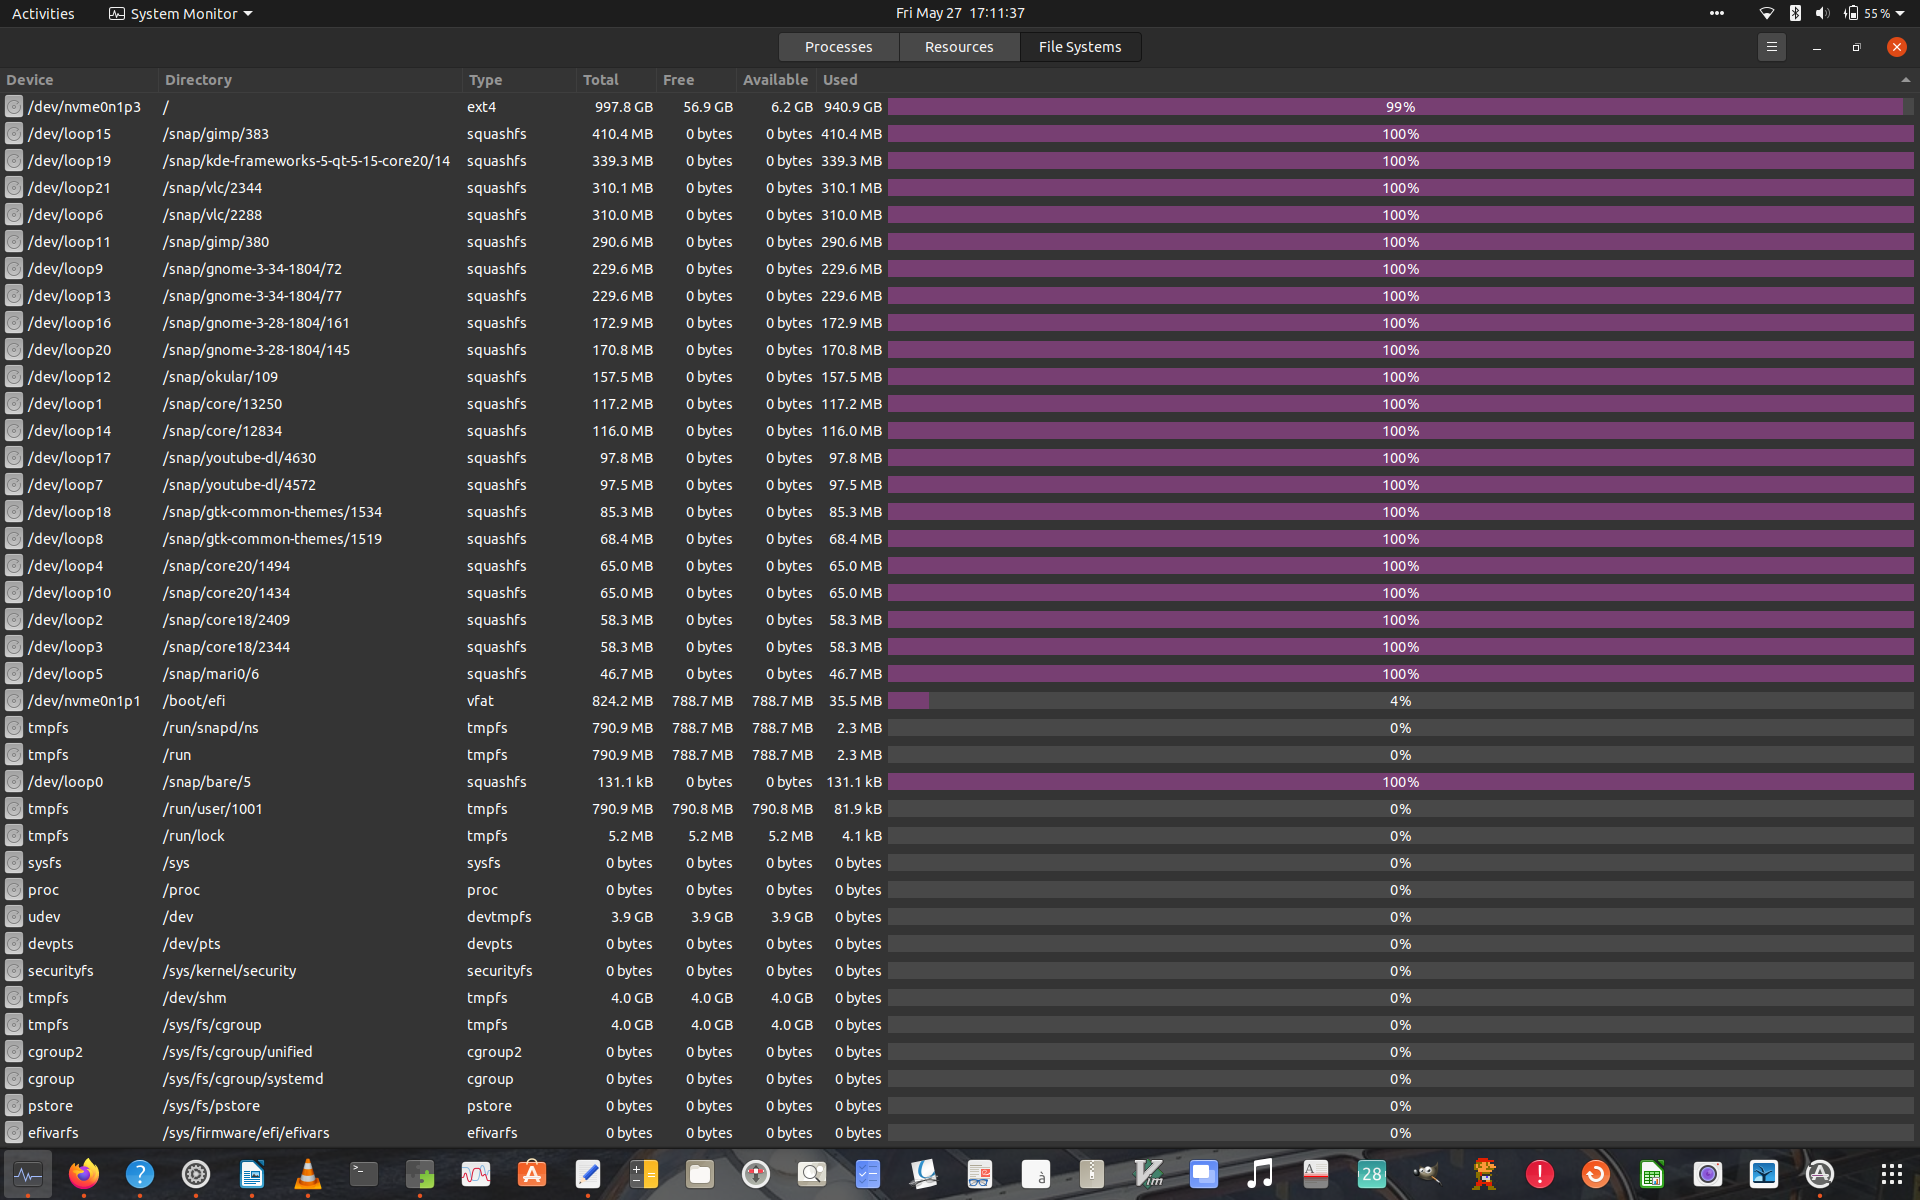 Activities System Monitor Fri May 27 17:11:37 55 %
Processes Resources File Systems
Device Directory Type Total Free Available Used
/dev/nvme0n1p3 / ext4 997.8 GB 56.9 GB 6.2 GB 940.9 GB 99%
/dev/loop15 /snap/gimp/383 squashfs 410.4 MB 0 bytes 0 bytes 410.4 MB 100%
/dev/loop19 /snap/kde-frameworks-5-qt-5-15-core20/14 squashfs 339.3 MB 0 bytes 0 bytes 339.3 MB 100%
/dev/loop21 /snap/vlc/2344 squashfs 310.1 MB 0 bytes 0 bytes 310.1 MB 100%
/dev/loop6 /snap/vlc/2288 squashfs 310.0 MB 0 bytes 0 bytes 310.0 MB 100%
/dev/loop11 /snap/gimp/380 squashfs 290.6 MB 0 bytes 0 bytes 290.6 MB 100%
/dev/loop9 /snap/gnome-3-34-1804/72 squashfs 229.6 MB 0 bytes 0 bytes 229.6 MB 100%
/dev/loop13 /snap/gnome-3-34-1804/77 squashfs 229.6 MB 0 bytes 0 bytes 229.6 MB 100%
/dev/loop16 /snap/gnome-3-28-1804/161 squashfs 172.9 MB 0 bytes 0 bytes 172.9 MB 100%
/dev/loop20 /snap/gnome-3-28-1804/145 squashfs 170.8 MB 0 bytes 0 bytes 170.8 MB 100%
/dev/loop12 /snap/okular/109 squashfs 157.5 MB 0 bytes 0 bytes 157.5 MB 100%
/dev/loop1 /snap/core/13250 squashfs 117.2 MB 0 bytes 0 bytes 117.2 MB 100%
/dev/loop14 /snap/core/12834 squashfs 116.0 MB 0 bytes 0 bytes 116.0 MB 100%
/dev/loop17 /snap/youtube-dl/4630 squashfs 97.8 MB 0 bytes 0 bytes 97.8 MB 100%
/dev/loop7 /snap/youtube-dl/4572 squashfs 97.5 MB 0 bytes 0 bytes 97.5 MB 100%
/dev/loop18 /snap/gtk-common-themes/1534 squashfs 85.3 MB 0 bytes 0 bytes 85.3 MB 100%
/dev/loop8 /snap/gtk-common-themes/1519 squashfs 68.4 MB 0 bytes 0 bytes 68.4 MB 100%
/dev/loop4 /snap/core20/1494 squashfs 65.0 MB 0 bytes 0 bytes 65.0 MB 100%
/dev/loop10 /snap/core20/1434 squashfs 65.0 MB 0 bytes 0 bytes 65.0 MB 100%
/dev/loop2 /snap/core18/2409 squashfs 58.3 MB 0 bytes 0 bytes 58.3 MB 100%
/dev/loop3 /snap/core18/2344 squashfs 58.3 MB 0 bytes 0 bytes 58.3 MB 100%
/dev/loop5 /snap/mari0/6 squashfs 46.7 MB 0 bytes 0 bytes 46.7 MB 100%
/dev/nvme0n1p1 /boot/efi vfat 824.2 MB 788.7 MB 788.7 MB 35.5 MB 4%
tmpfs /run/snapd/ns tmpfs 790.9 MB 788.7 MB 788.7 MB 2.3 MB 0%
tmpfs /run tmpfs 790.9 MB 788.7 MB 788.7 MB 2.3 MB 0%
/dev/loop0 /snap/bare/5 squashfs 131.1 kB 0 bytes 0 bytes 131.1 kB 100%
tmpfs /run/user/1001 tmpfs 790.9 MB 790.8 MB 790.8 MB 81.9 kB 0%
tmpfs /run/lock tmpfs 5.2 MB 5.2 MB 5.2 MB 4.1 kB 0%
sysfs /sys sysfs 0 bytes 0 bytes 0 bytes 0 bytes 0%
proc /proc proc 0 bytes 0 bytes 0 bytes 0 bytes 0%
udev /dev devtmpfs 3.9 GB 3.9 GB 3.9 GB 0 bytes 0%
devpts /dev/pts devpts 0 bytes 0 bytes 0 bytes 0 bytes 0%
securityfs /sys/kernel/security securityfs 0 bytes 0 bytes 0 bytes 0 bytes 0%
tmpfs /dev/shm tmpfs 4.0 GB 4.0 GB 4.0 GB 0 bytes 0%
tmpfs /sys/fs/cgroup tmpfs 4.0 GB 4.0 GB 4.0 GB 0 bytes 0%
cgroup2 /sys/fs/cgroup/unified cgroup2 0 bytes 0 bytes 0 bytes 0 bytes 0%
cgroup /sys/fs/cgroup/systemd cgroup 0 bytes 0 bytes 0 bytes 0 bytes 0%
pstore /sys/fs/pstore pstore 0 bytes 0 bytes 0 bytes 0 bytes 0%
efivarfs /sys/firmware/efi/efivars efivarfs 0 bytes 0 bytes 0 bytes 0 bytes 0%
? >_ à Vim A 28 !